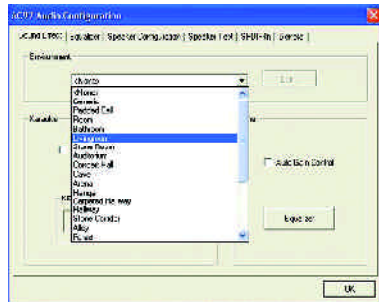 AC97 Audio Configuration
Sound Effect | Equalizer | Speaker Configuration | Speaker Test | SPDIF-In | General
Environment
<None>
Edit
<None>
Generic
Padded Cell
Room
Bathroom
Livingroom
Stone Room
Auditorium
Concert Hall
Cave
Arena
Hangar
Carpeted Hallway
Hallway
Stone Corridor
Alley
Forest
Karaoke
Auto Gain Control
Equalizer
OK